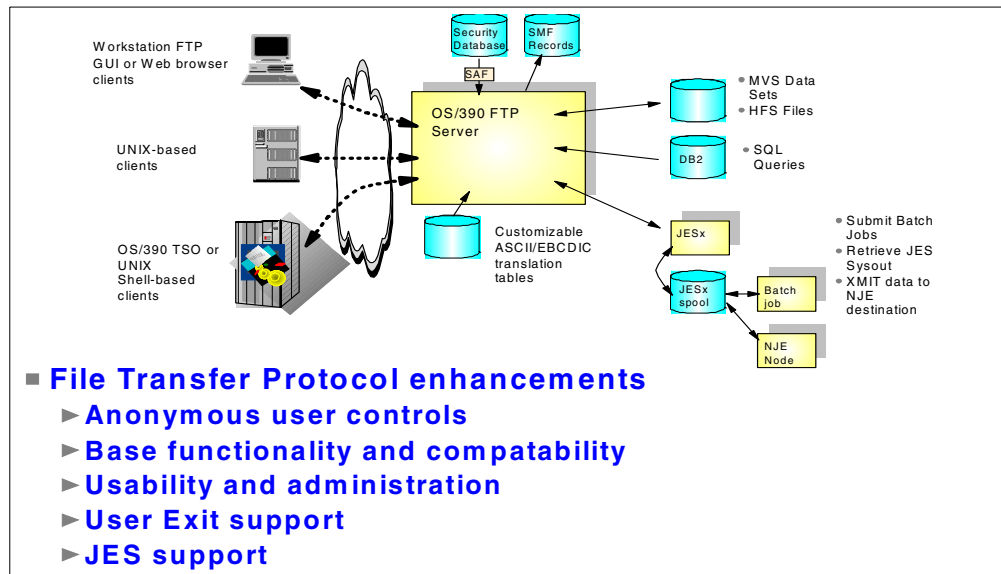 Workstation FTP
GUI or Web browser
clients
UNIX-based
clients
OS/390 TSO or
UNIX
Shell-based
clients
Security
Database
SMF
Records
SAF
OS/390 FTP
Server
Customizable
ASCII/EBCDIC
translation
tables
MVS Data
Sets
HFS Files
DB2
SQL
Queries
JESx
JESx
spool
Batch
job
NJE
Node
Submit Batch
Jobs
Retrieve JES
Sysout
XMIT data to
NJE
destination
File Transfer Protocol enhancements
Anonymous user controls
Base functionality and compatability
Usability and administration
User Exit support
JES support